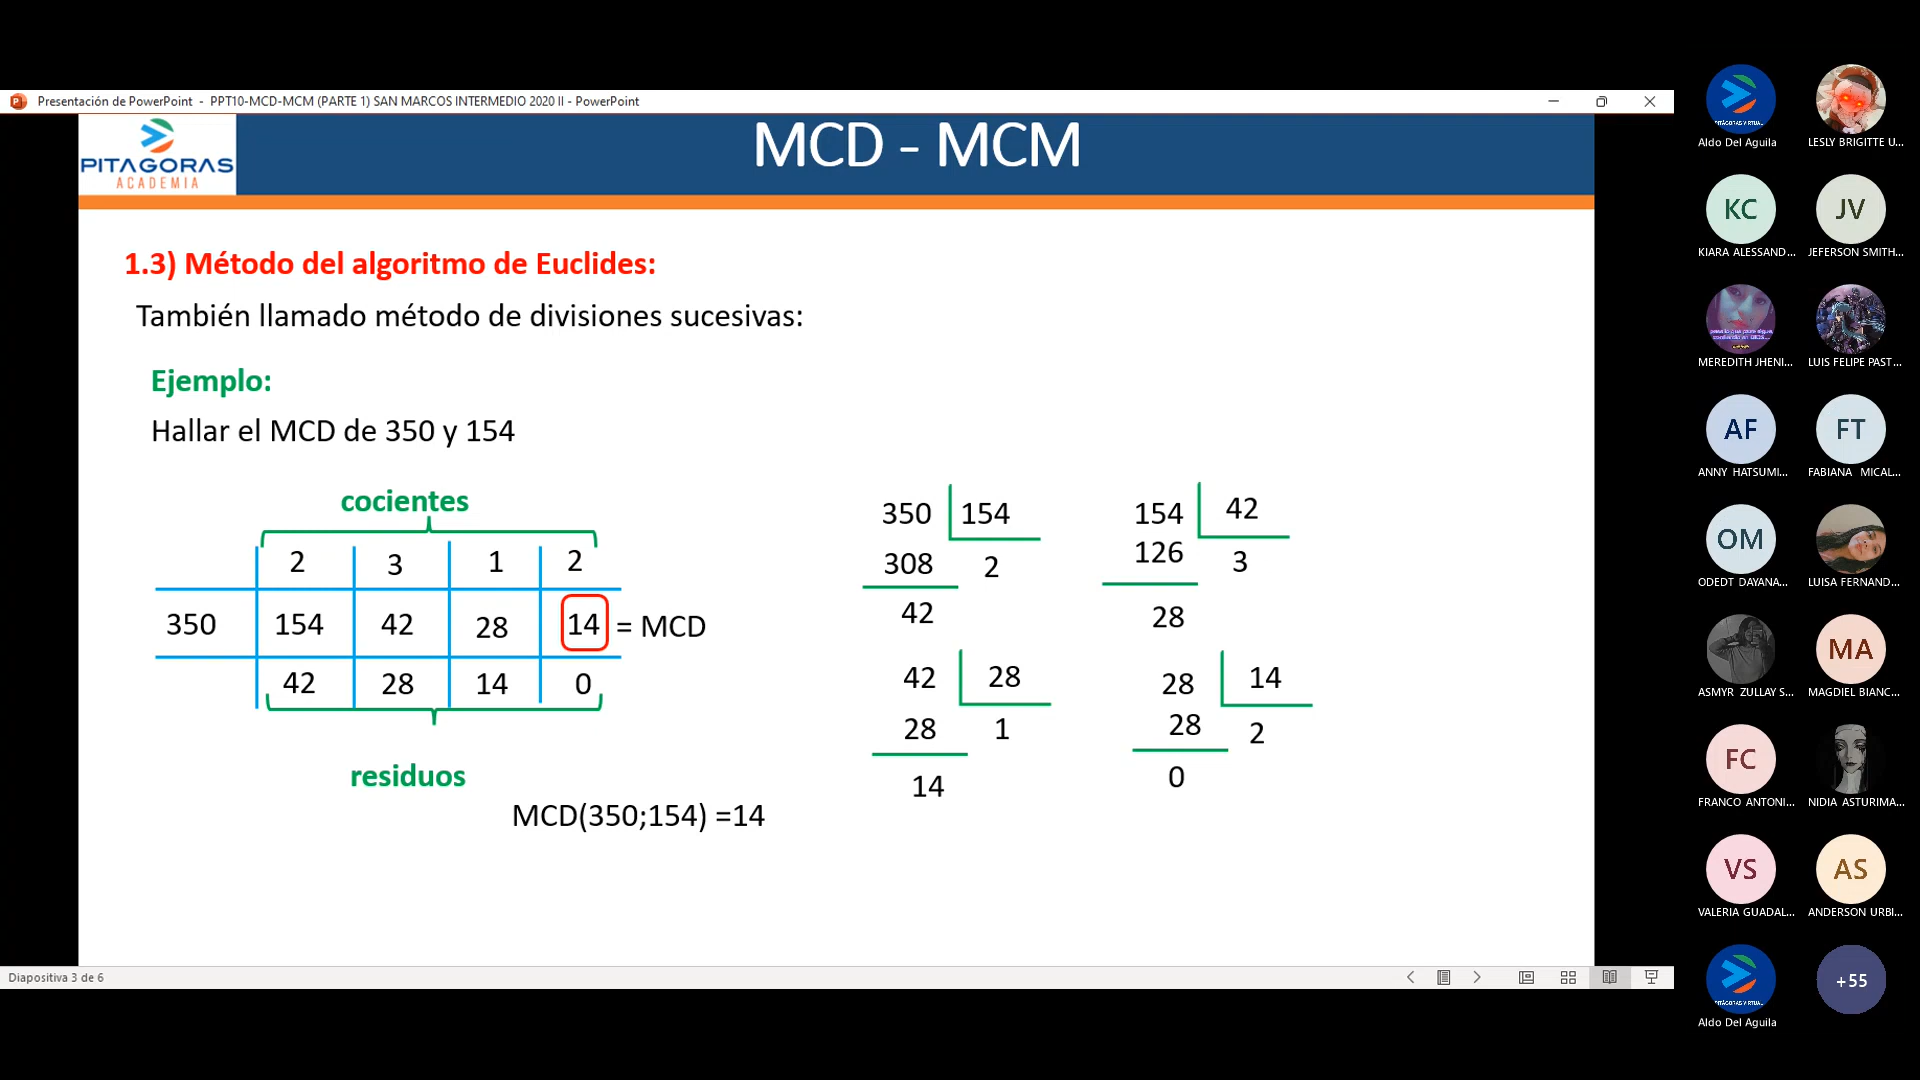 Presentación de PowerPoint - PPT10-MCD-MCM (PARTE 1) SAN MARCOS INTERMEDIO 2020 II - PowerPoint
PITAGORAS
ACADEMIA
MCD - MCM
1.3) Método del algoritmo de Euclides:
También llamado método de divisiones sucesivas:
Ejemplo:
Hallar el MCD de 350 y 154
cocientes
2 3 1 2
350 154 42 28 14 = MCD
42 28 14 0
residuos
MCD(350;154) =14
350 154
308 2
42
154 42
126 3
28
42 28
28 1
14
28 14
28 2
0
Diapositiva 3 de 6
Aldo Del Aguila
LESLY BRIGITTE U...
KC
KIARA ALESSAND...
JV
JEFERSON SMITH...
MEREDITH JHENI...
LUIS FELIPE PAST...
AF
ANNY HATSUMI...
FT
FABIANA MICAL...
OM
ODEDT DAYANA...
LUISA FERNAND...
ASMYR ZULLAY S...
MA
MAGDIEL BIANC...
FC
FRANCO ANTONI...
NIDIA ASTURIMA...
VS
VALERIA GUADAL...
AS
ANDERSON URBI...
Aldo Del Aguila
+55